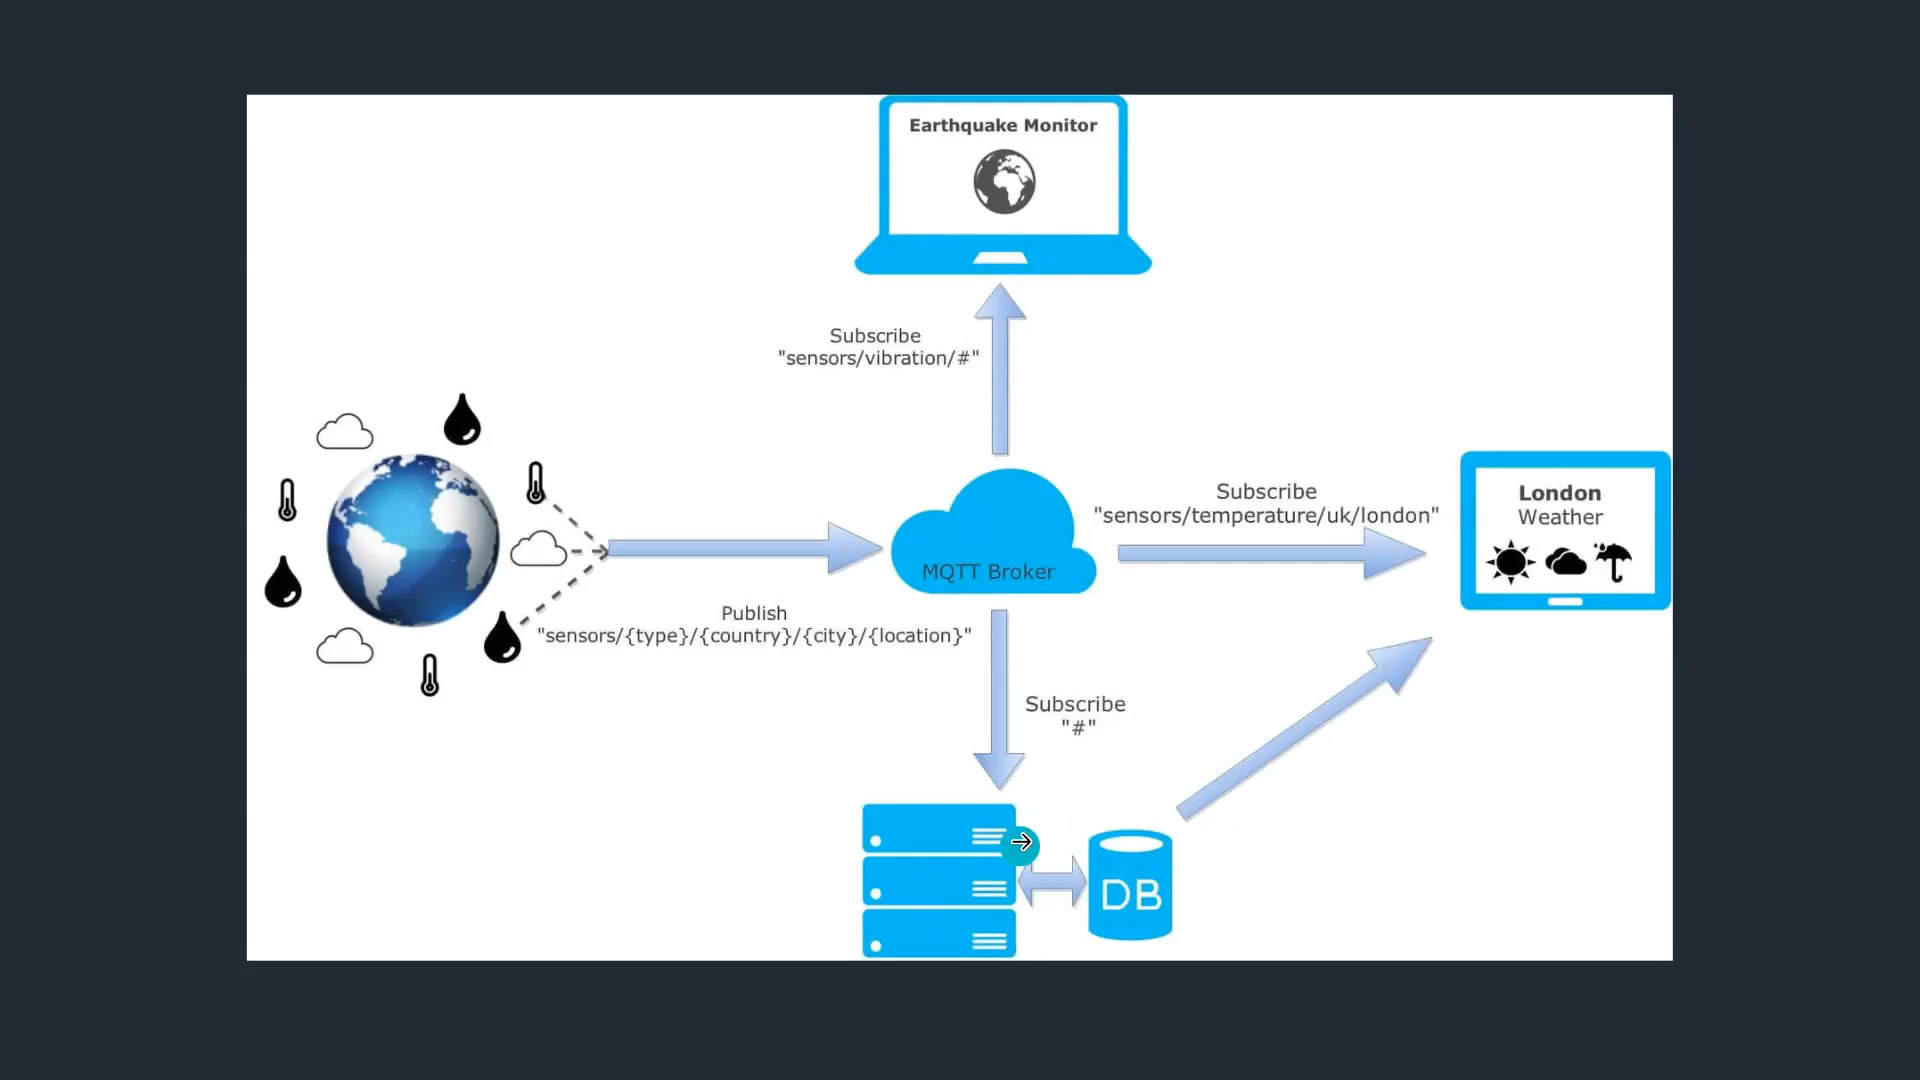 Earthquake Monitor
Subscribe
"sensors/vibration/#"
Subscribe
"sensors/temperature/uk/london"
London
Weather
MQTT Broker
Publish
"sensors/{type}/{country}/{city}/{location}"
Subscribe
"#"
DB